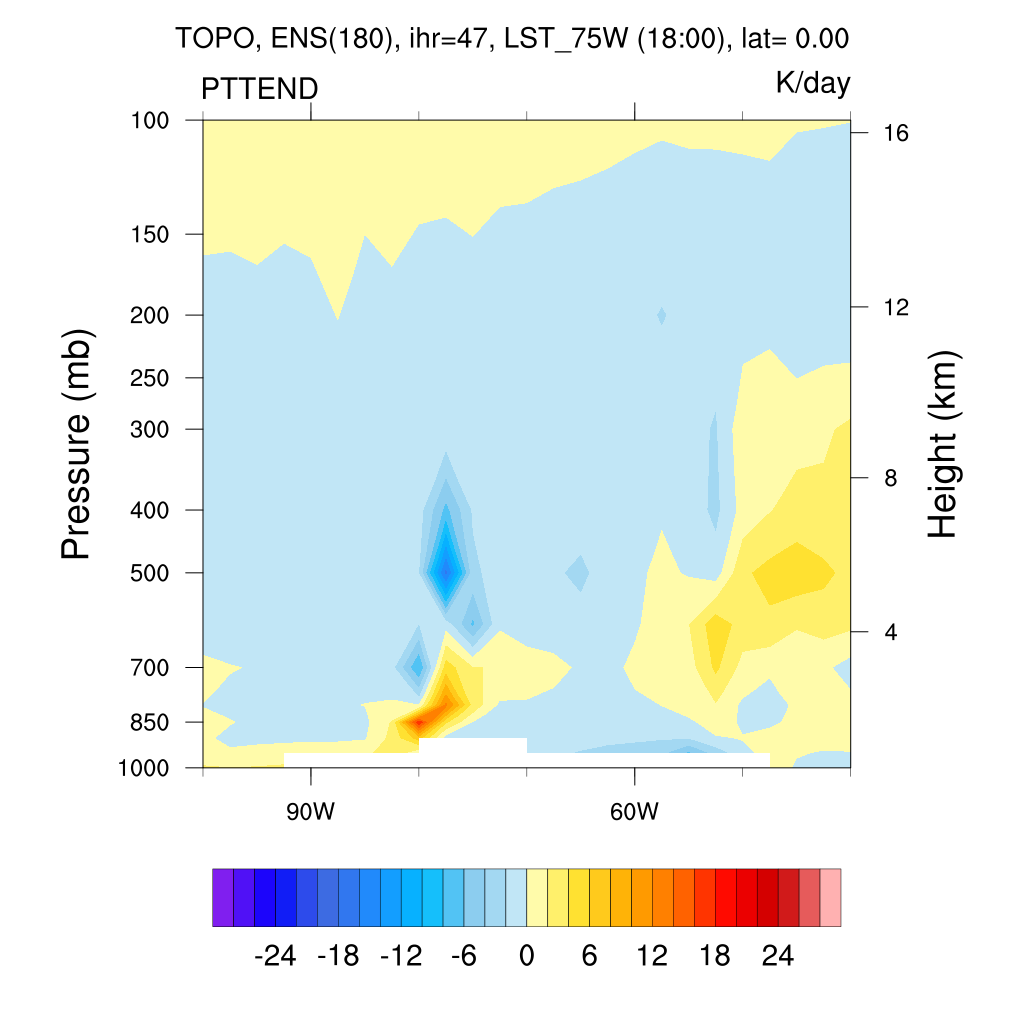 TOPO, ENS(180), ihr=47, LST_75W (18:00), lat= 0.00
PTTEND
K/day
100
150
200
250
300
400
500
700
850
1000
Pressure (mb)
16
12
8
4
Height (km)
90W
60W
-24 -18 -12 -6 0 6 12 18 24